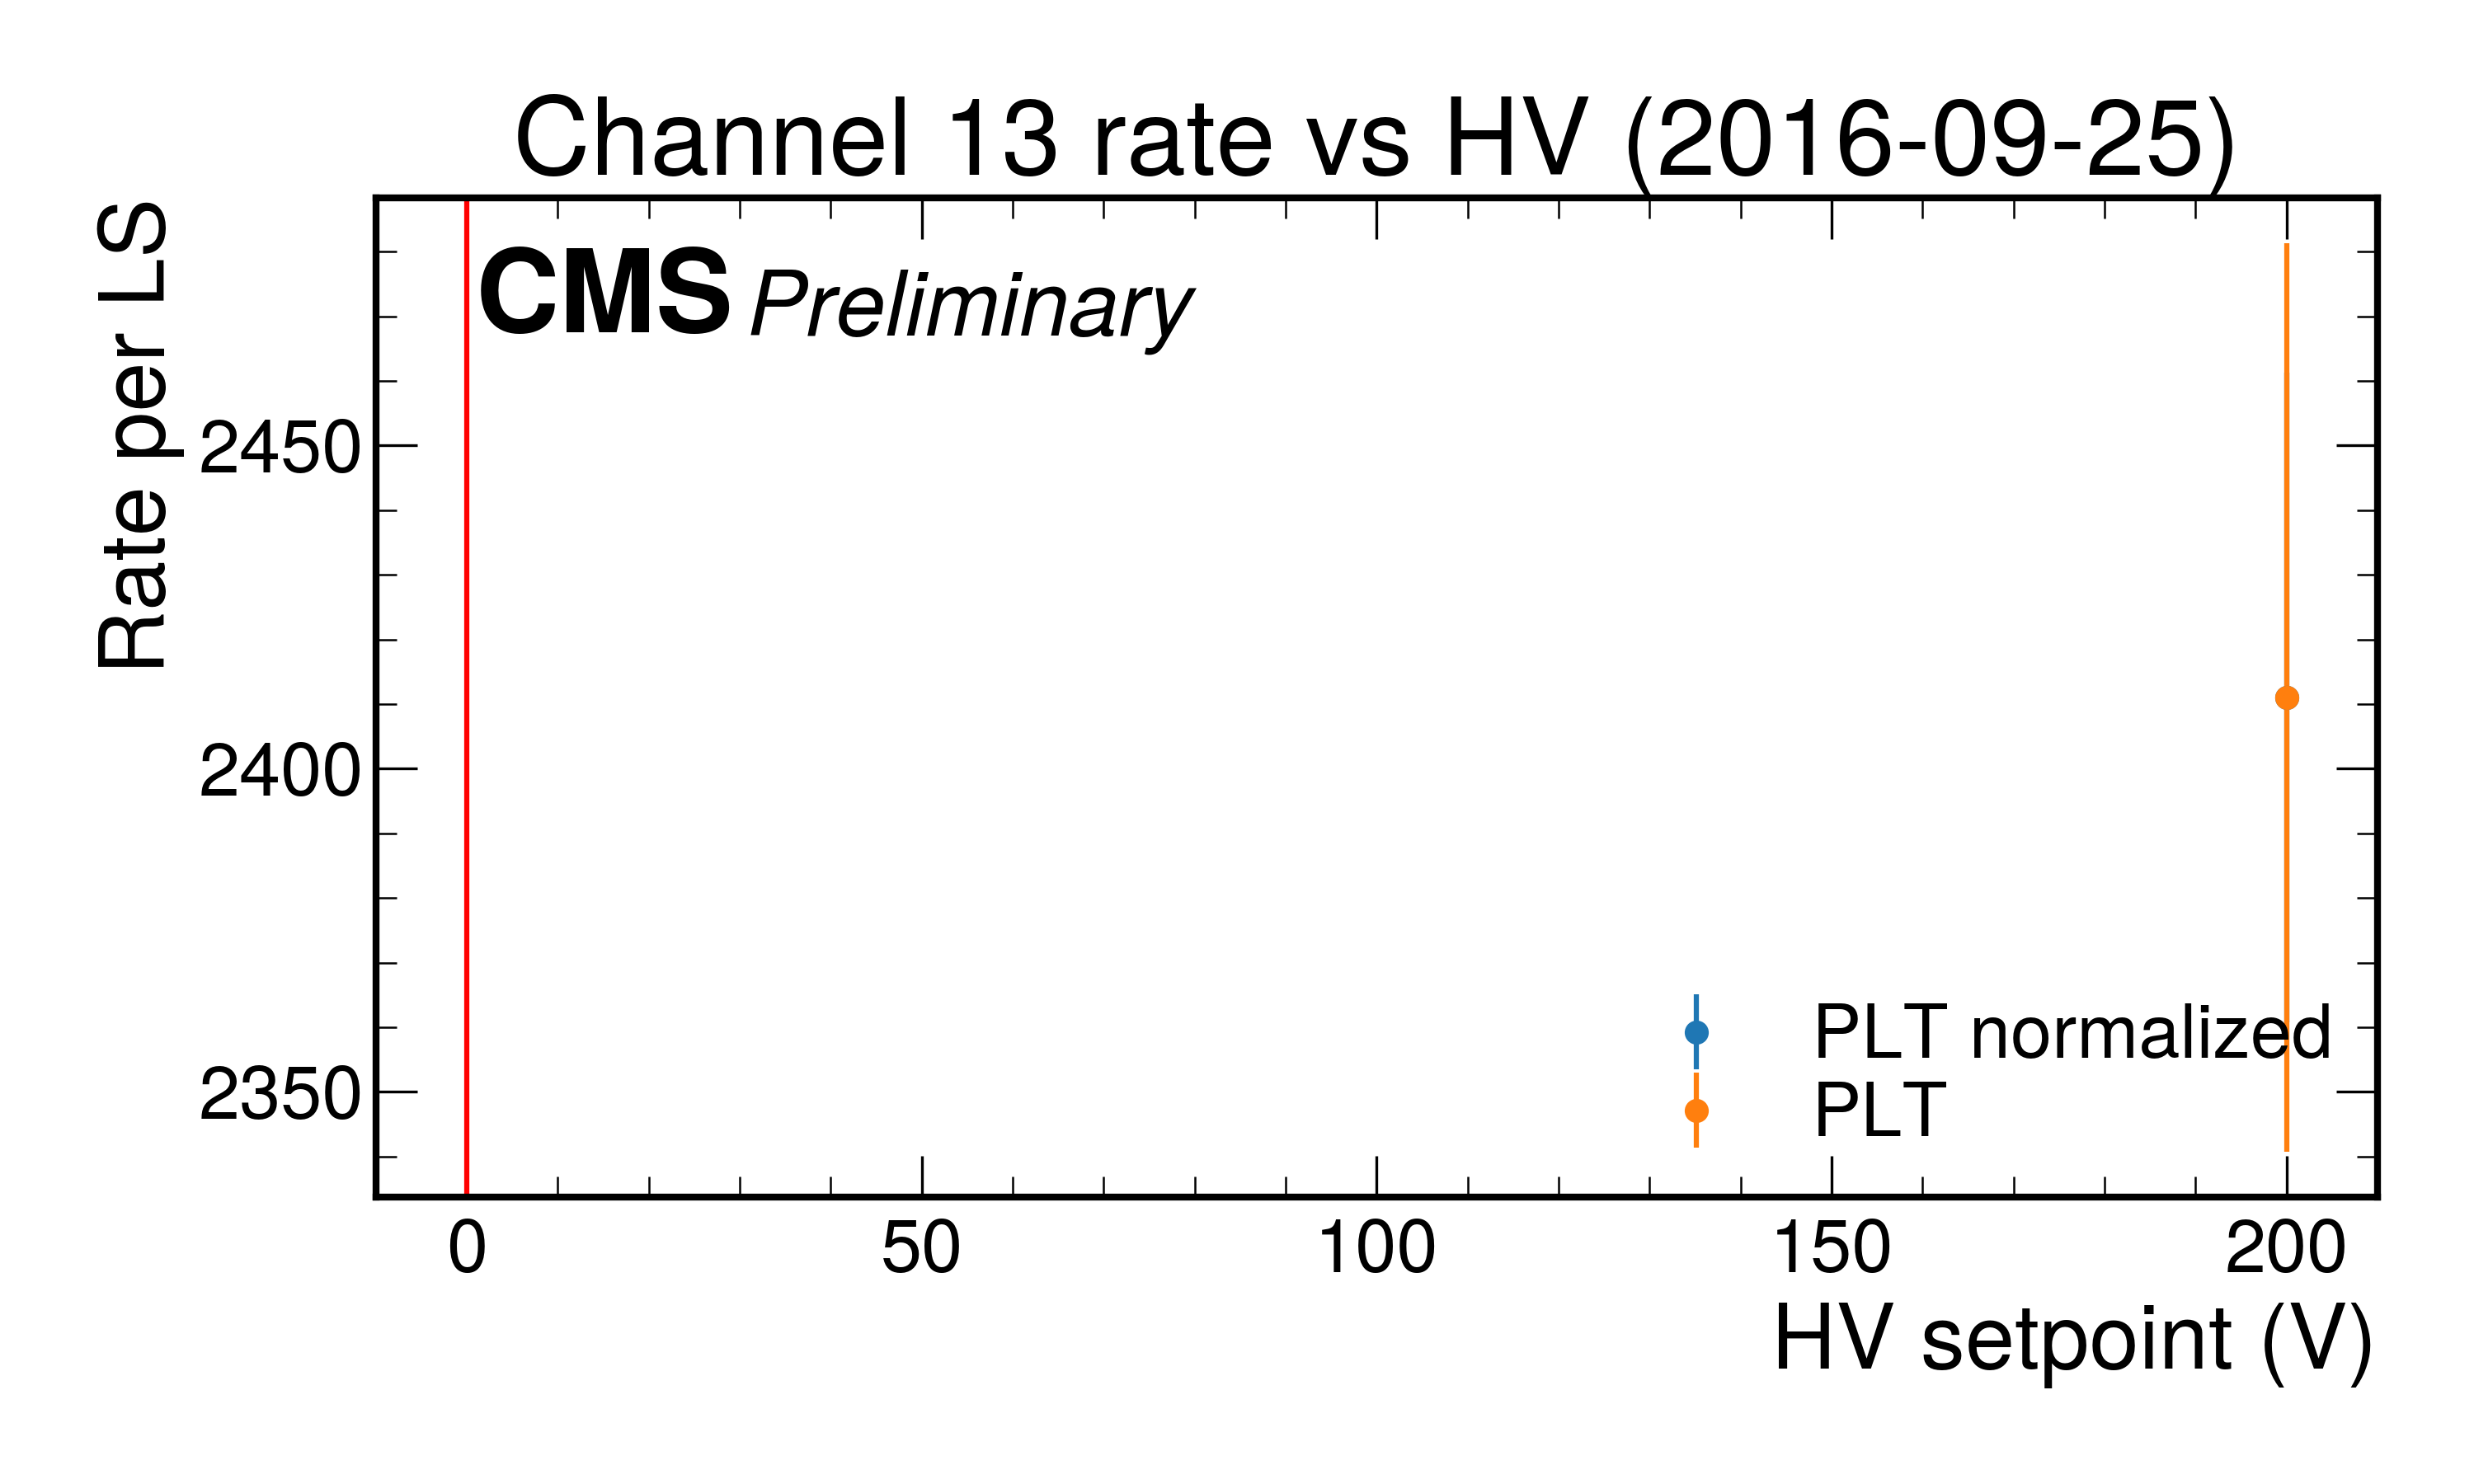 Channel 13 rate vs HV (2016-09-25)
Rate per LS
CMS Preliminary
2450
2400
2350
PLT normalized
PLT
0 50 100 150 200
HV setpoint (V)